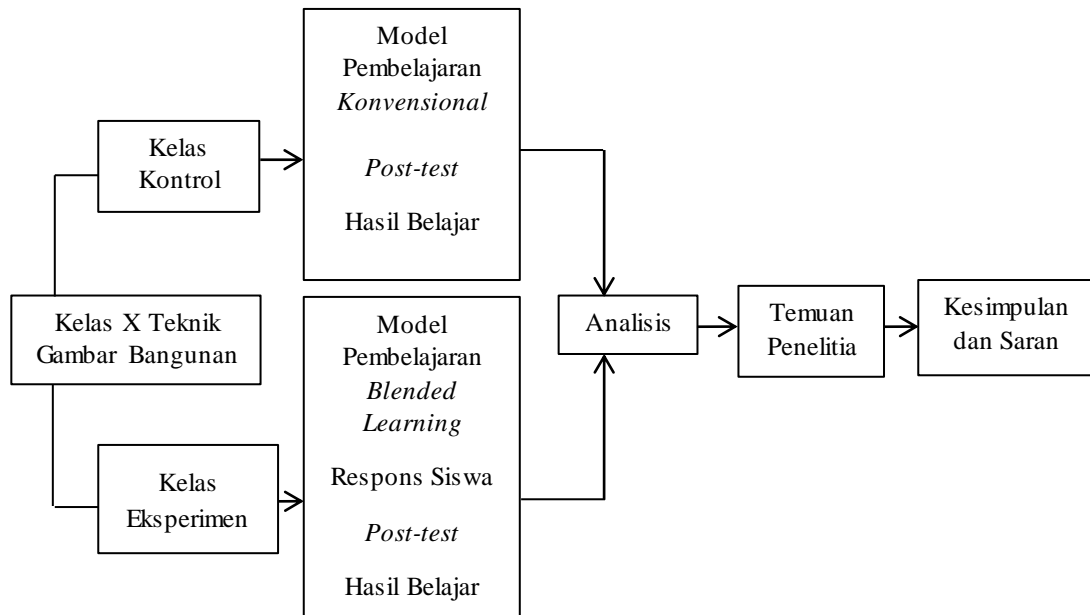 Kelas X Teknik
Gambar Bangunan
Kelas
Kontrol
Model
Pembelajaran
Konvensional
Post-test
Hasil Belajar
Kelas
Eksperimen
Model
Pembelajaran
Blended
Learning
Respons Siswa
Post-test
Hasil Belajar
Analisis
Temuan
Penelitia
Kesimpulan
dan Saran